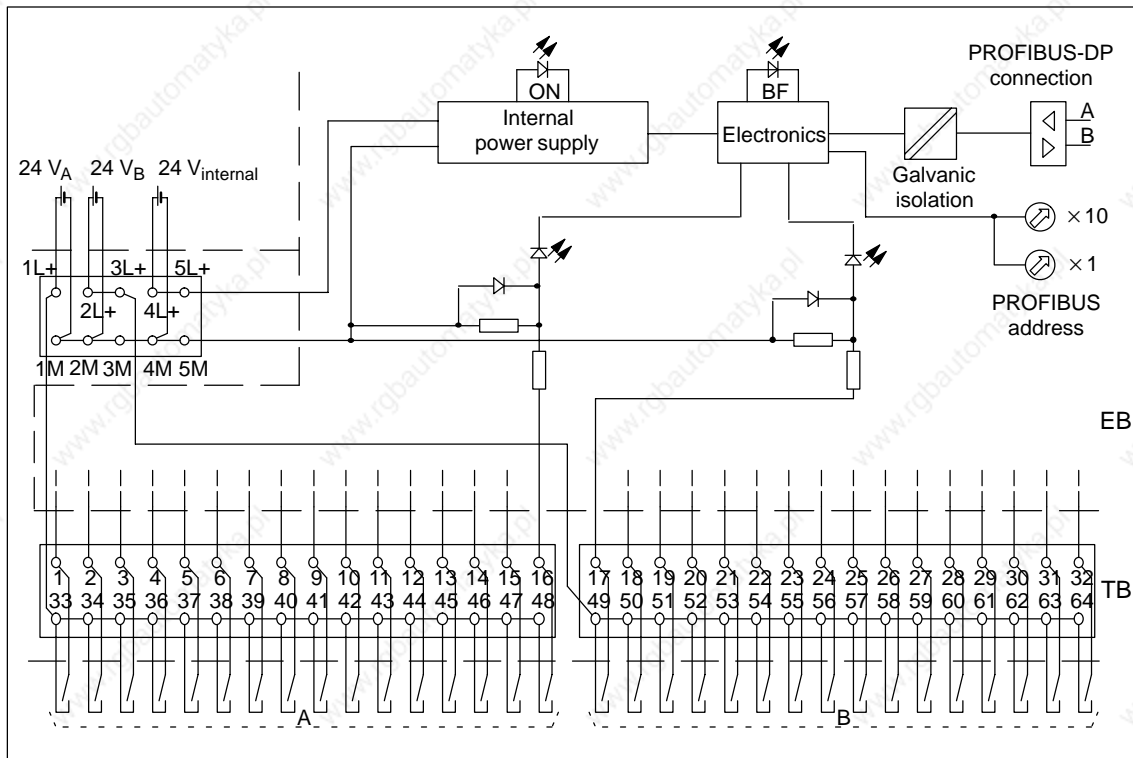 PROFIBUS-DP
connection
ON
BF
A
B
Internal
power supply
Electronics
Galvanic
isolation
24 VA 24 VB 24 Vinternal
×10
×1
PROFIBUS
address
1L+ 3L+ 5L+
2L+ 4L+
1M 2M 3M 4M 5M
EB
1 2 3 4 5 6 7 8 9 10 11 12 13 14 15 16 17 18 19 20 21 22 23 24 25 26 27 28 29 30 31 32
33 34 35 36 37 38 39 40 41 42 43 44 45 46 47 48 49 50 51 52 53 54 55 56 57 58 59 60 61 62 63 64
TB
A B
www.rgbautomatyka.pl